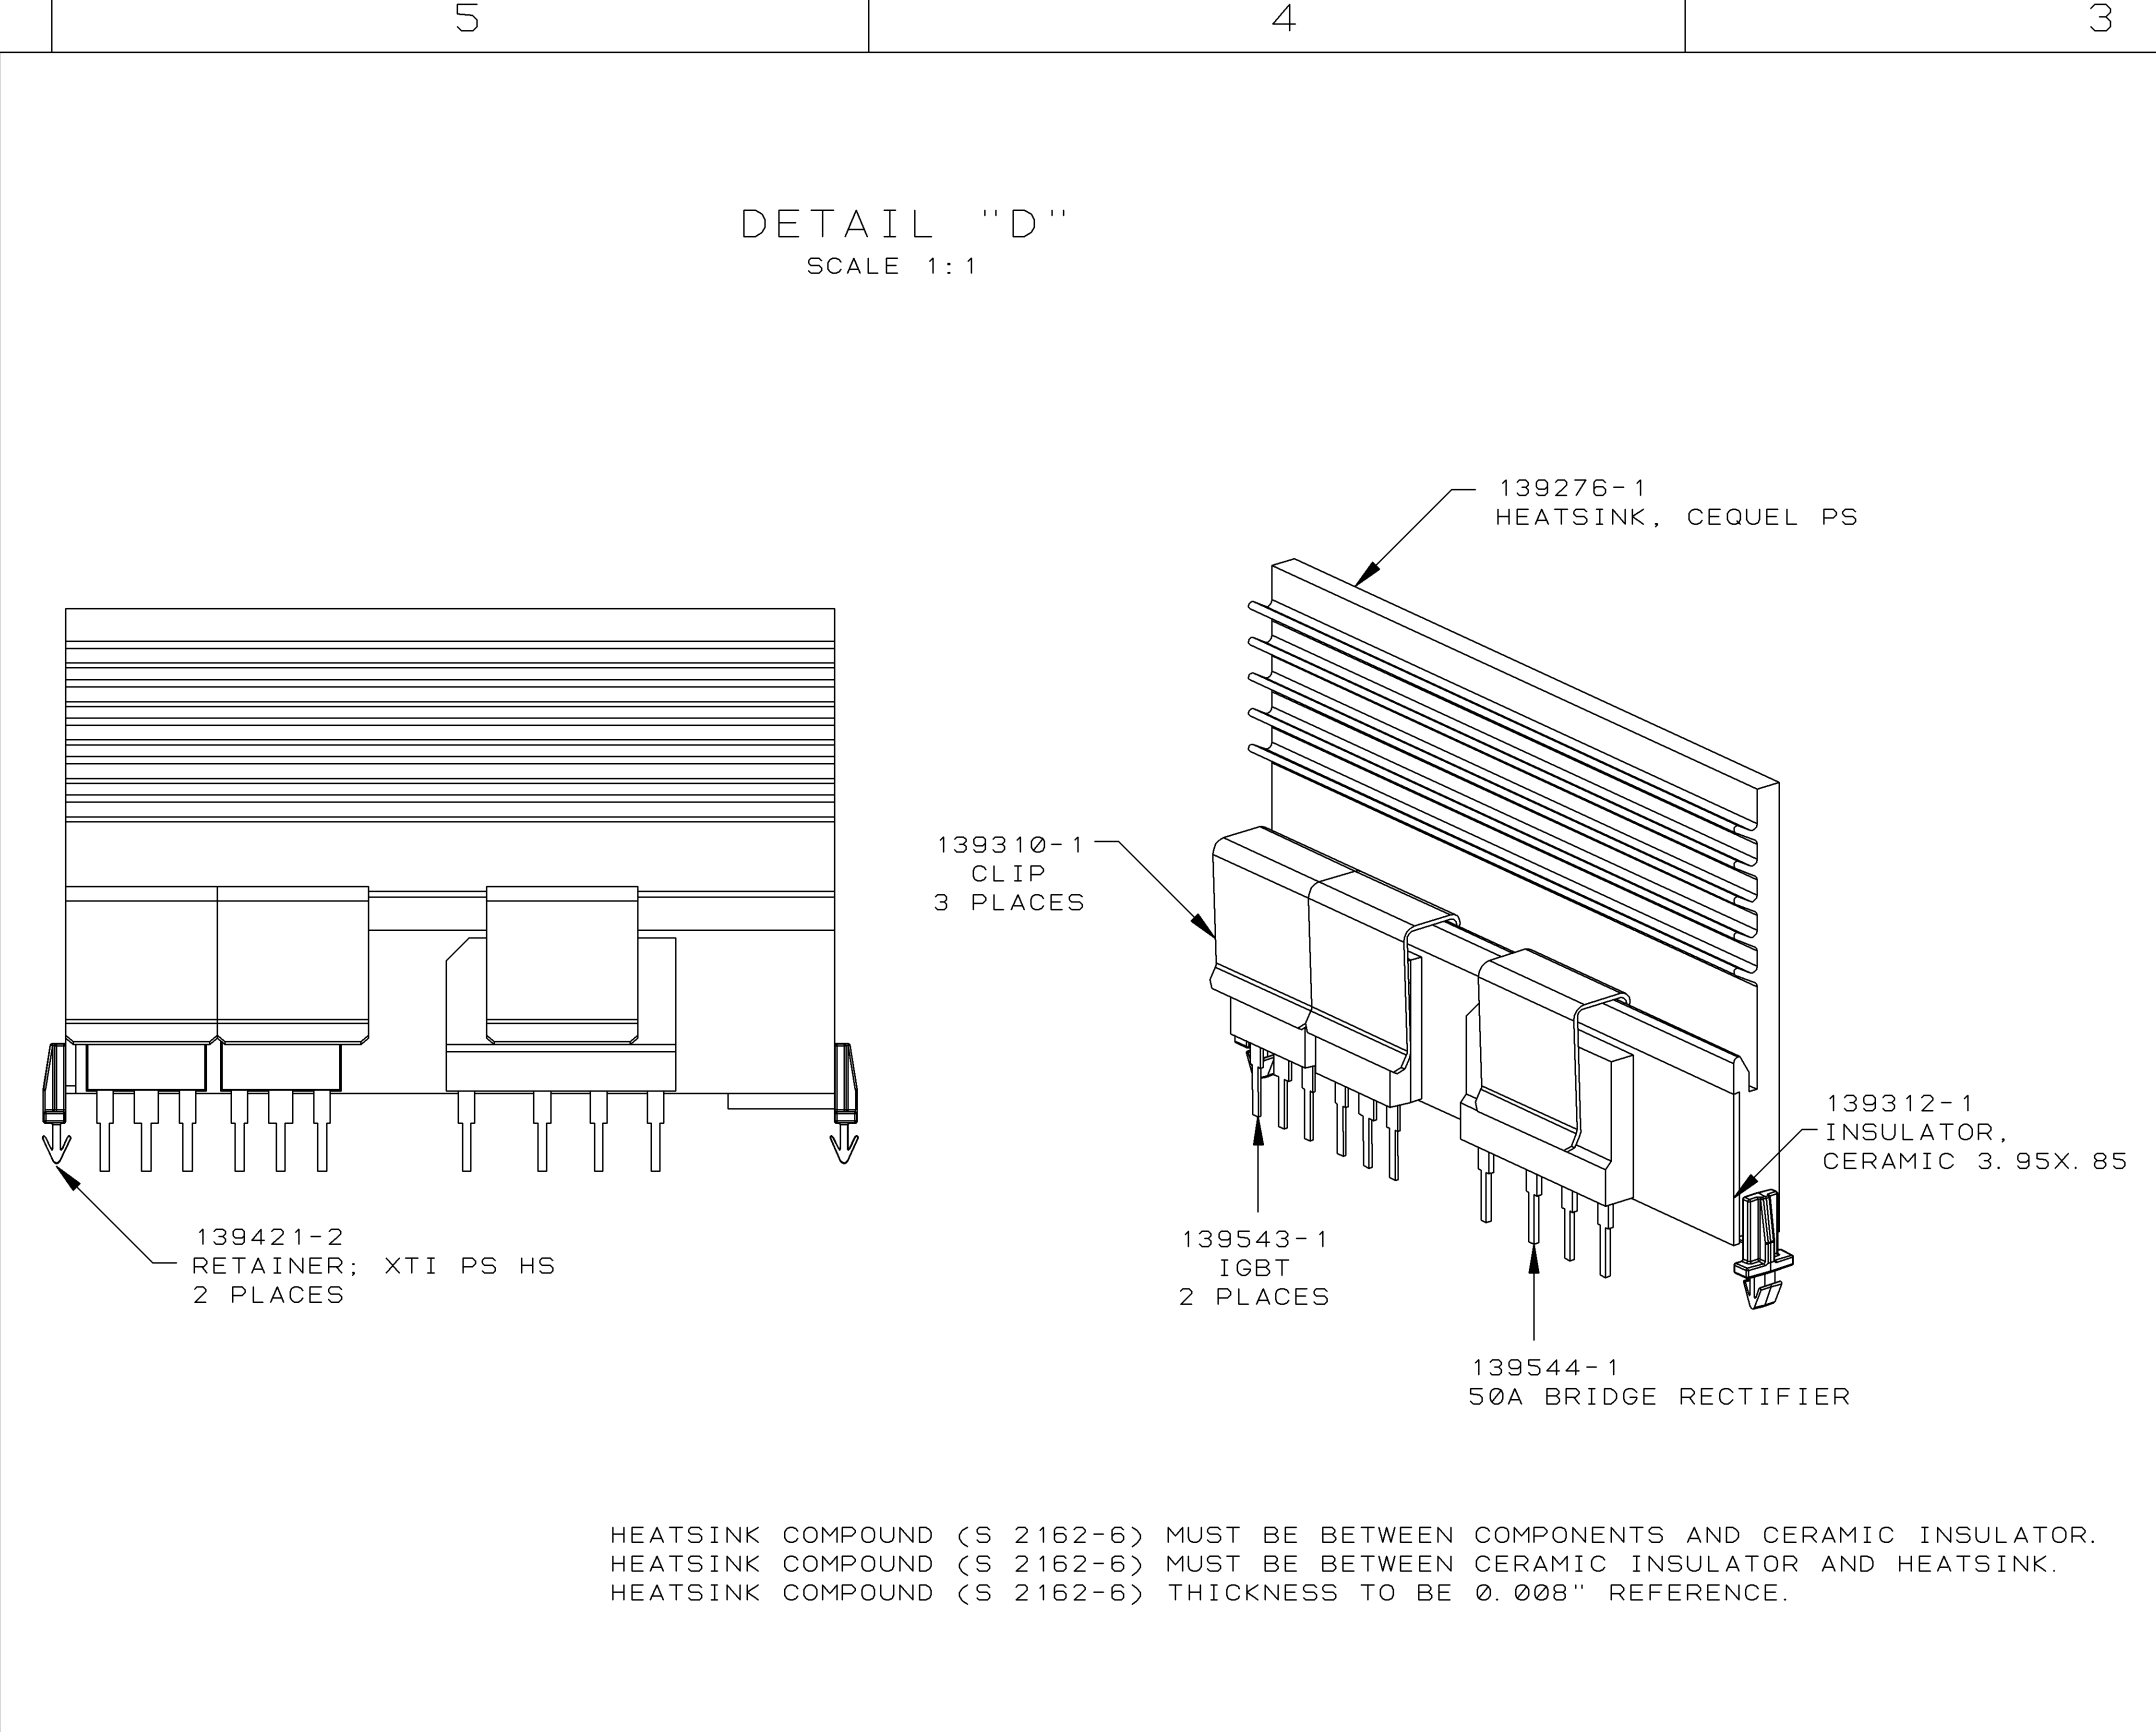 5 4 3
DETAIL "D"
SCALE 1:1
139276-1
HEATSINK, CEQUEL PS
139310-1
CLIP
3 PLACES
139312-1
INSULATOR,
CERAMIC 3.95X.85
139421-2
RETAINER; XTI PS HS
2 PLACES
139543-1
IGBT
2 PLACES
139544-1
50A BRIDGE RECTIFIER
HEATSINK COMPOUND (S 2162-6) MUST BE BETWEEN COMPONENTS AND CERAMIC INSULATOR.
HEATSINK COMPOUND (S 2162-6) MUST BE BETWEEN CERAMIC INSULATOR AND HEATSINK.
HEATSINK COMPOUND (S 2162-6) THICKNESS TO BE 0.008" REFERENCE.